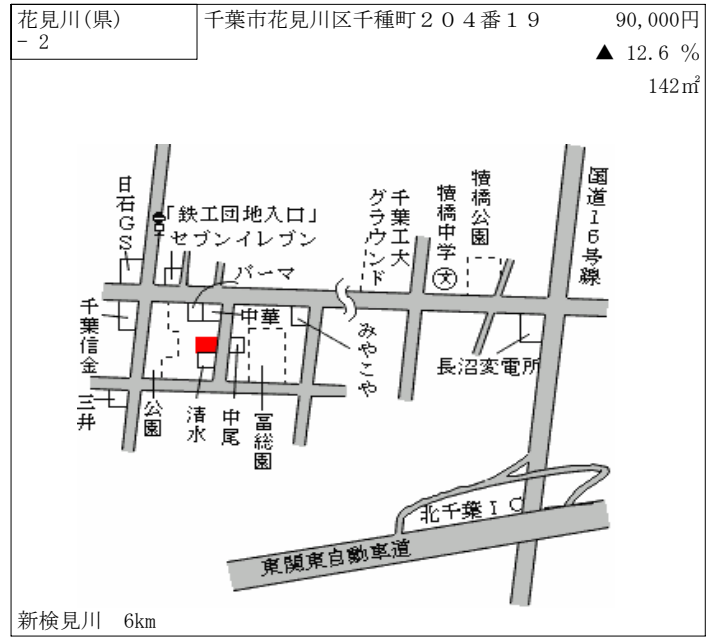 花見川(県)
- 2
千葉市花見川区千種町２０４番１９
90,000円
▲ 12.6 %
142㎡
日石ＧＳ
「鉄工団地入口」
セブンイレブン
パーマ
中華
千葉信金
三井
公園
清水
中尾
冨総園
みやこや
千葉工大
グラウンド
犢橋中学
文
犢橋公園
国道１６号線
長沼変電所
北千葉ＩＣ
東関東自動車道
新検見川　6km